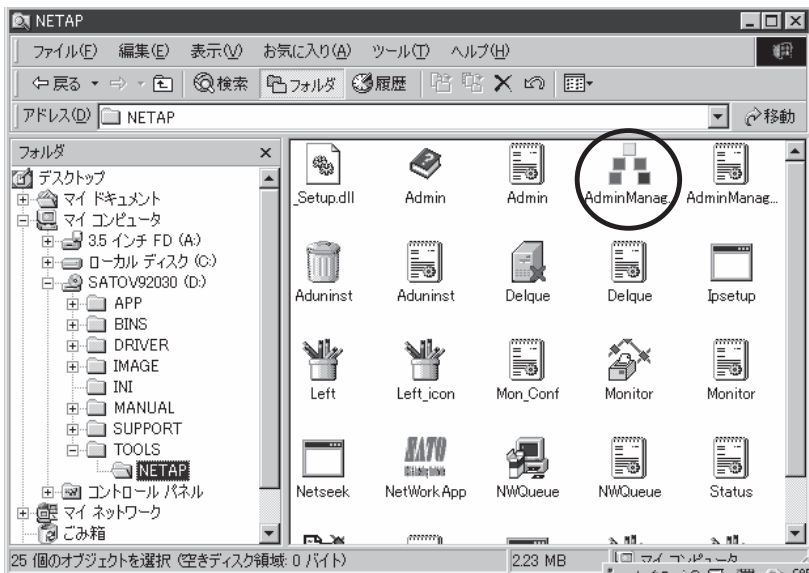 NETAP
ファイル(F) 編集(E) 表示(V) お気に入り(A) ツール(T) ヘルプ(H)
戻る 検索 フォルダ 履歴
アドレス(D) NETAP 移動
フォルダ ×
デスクトップ
マイ ドキュメント
マイ コンピュータ
3.5 インチ FD (A:)
ローカル ディスク (C:)
SATOV92030 (D:)
APP
BINS
DRIVER
IMAGE
INI
MANUAL
SUPPORT
TOOLS
NETAP
コントロール パネル
マイ ネットワーク
ごみ箱
_Setup.dll Admin Admin AdminManag... AdminManag...
Aduninst Aduninst Delque Delque Ipsetup
Left Left_icon Mon_Conf Monitor Monitor
SATO
Netseek NetWork App NWQueue NWQueue Status
25 個のオブジェクトを選択 (空きディスク領域: 0 バイト) 2.23 MB マイ コンピュータ